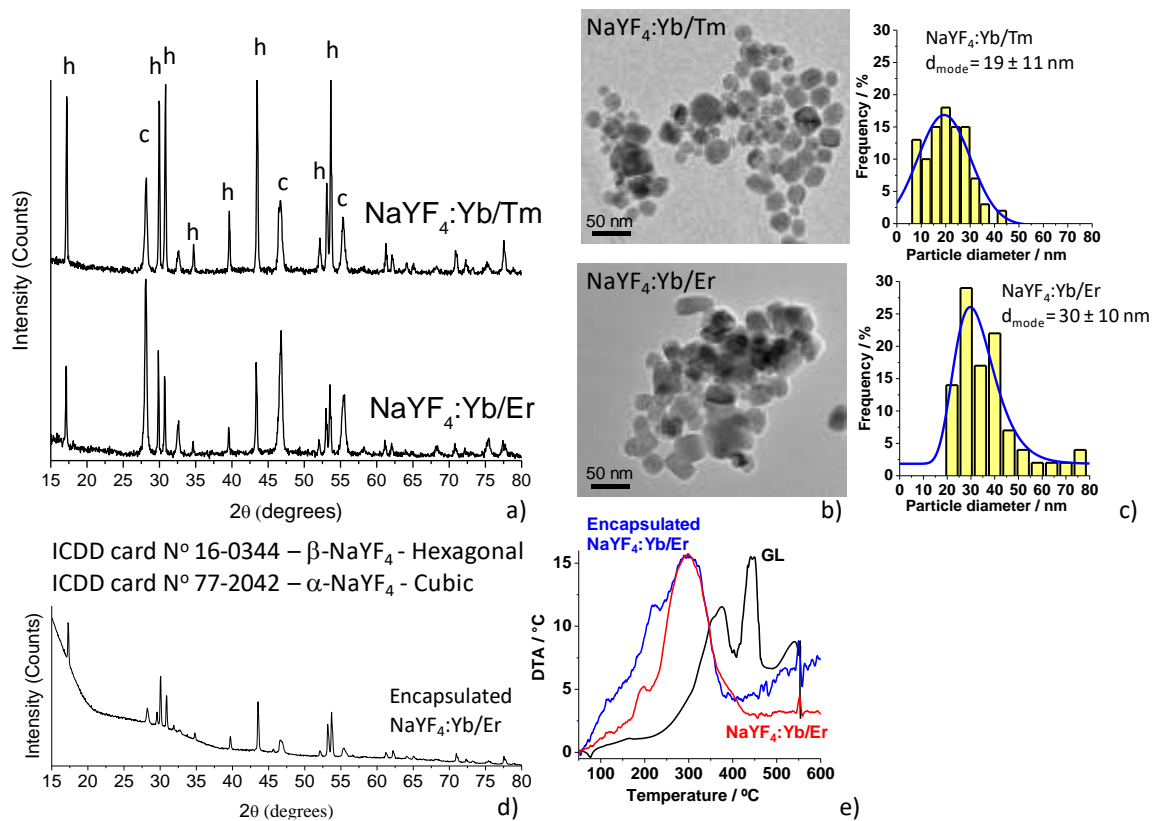 h
h
h
h
h
h
h
h
c
c
c
NaYF4:Yb/Tm
NaYF4:Yb/Er
Intensity (Counts)
15 20 25 30 35 40 45 50 55 60 65 70 75 80
2θ (degrees)
a)
NaYF4:Yb/Tm
50 nm
NaYF4:Yb/Er
50 nm
b)
NaYF4:Yb/Tm
dmode= 19 ± 11 nm
Frequency / %
30
25
20
15
10
5
0
0 10 20 30 40 50 60 70 80
Particle diameter / nm
NaYF4:Yb/Er
dmode= 30 ± 10 nm
Frequency / %
30
25
20
15
10
5
0
0 10 20 30 40 50 60 70 80
Particle diameter / nm
c)
ICDD card Nº 16-0344 – β-NaYF4 - Hexagonal
ICDD card Nº 77-2042 – α-NaYF4 - Cubic
Intensity (Counts)
Encapsulated
NaYF4:Yb/Er
15 20 25 30 35 40 45 50 55 60 65 70 75 80
2θ (degrees)
d)
Encapsulated
NaYF4:Yb/Er
GL
NaYF4:Yb/Er
DTA / °C
15
10
5
0
100 200 300 400 500 600
Temperature / ºC
e)